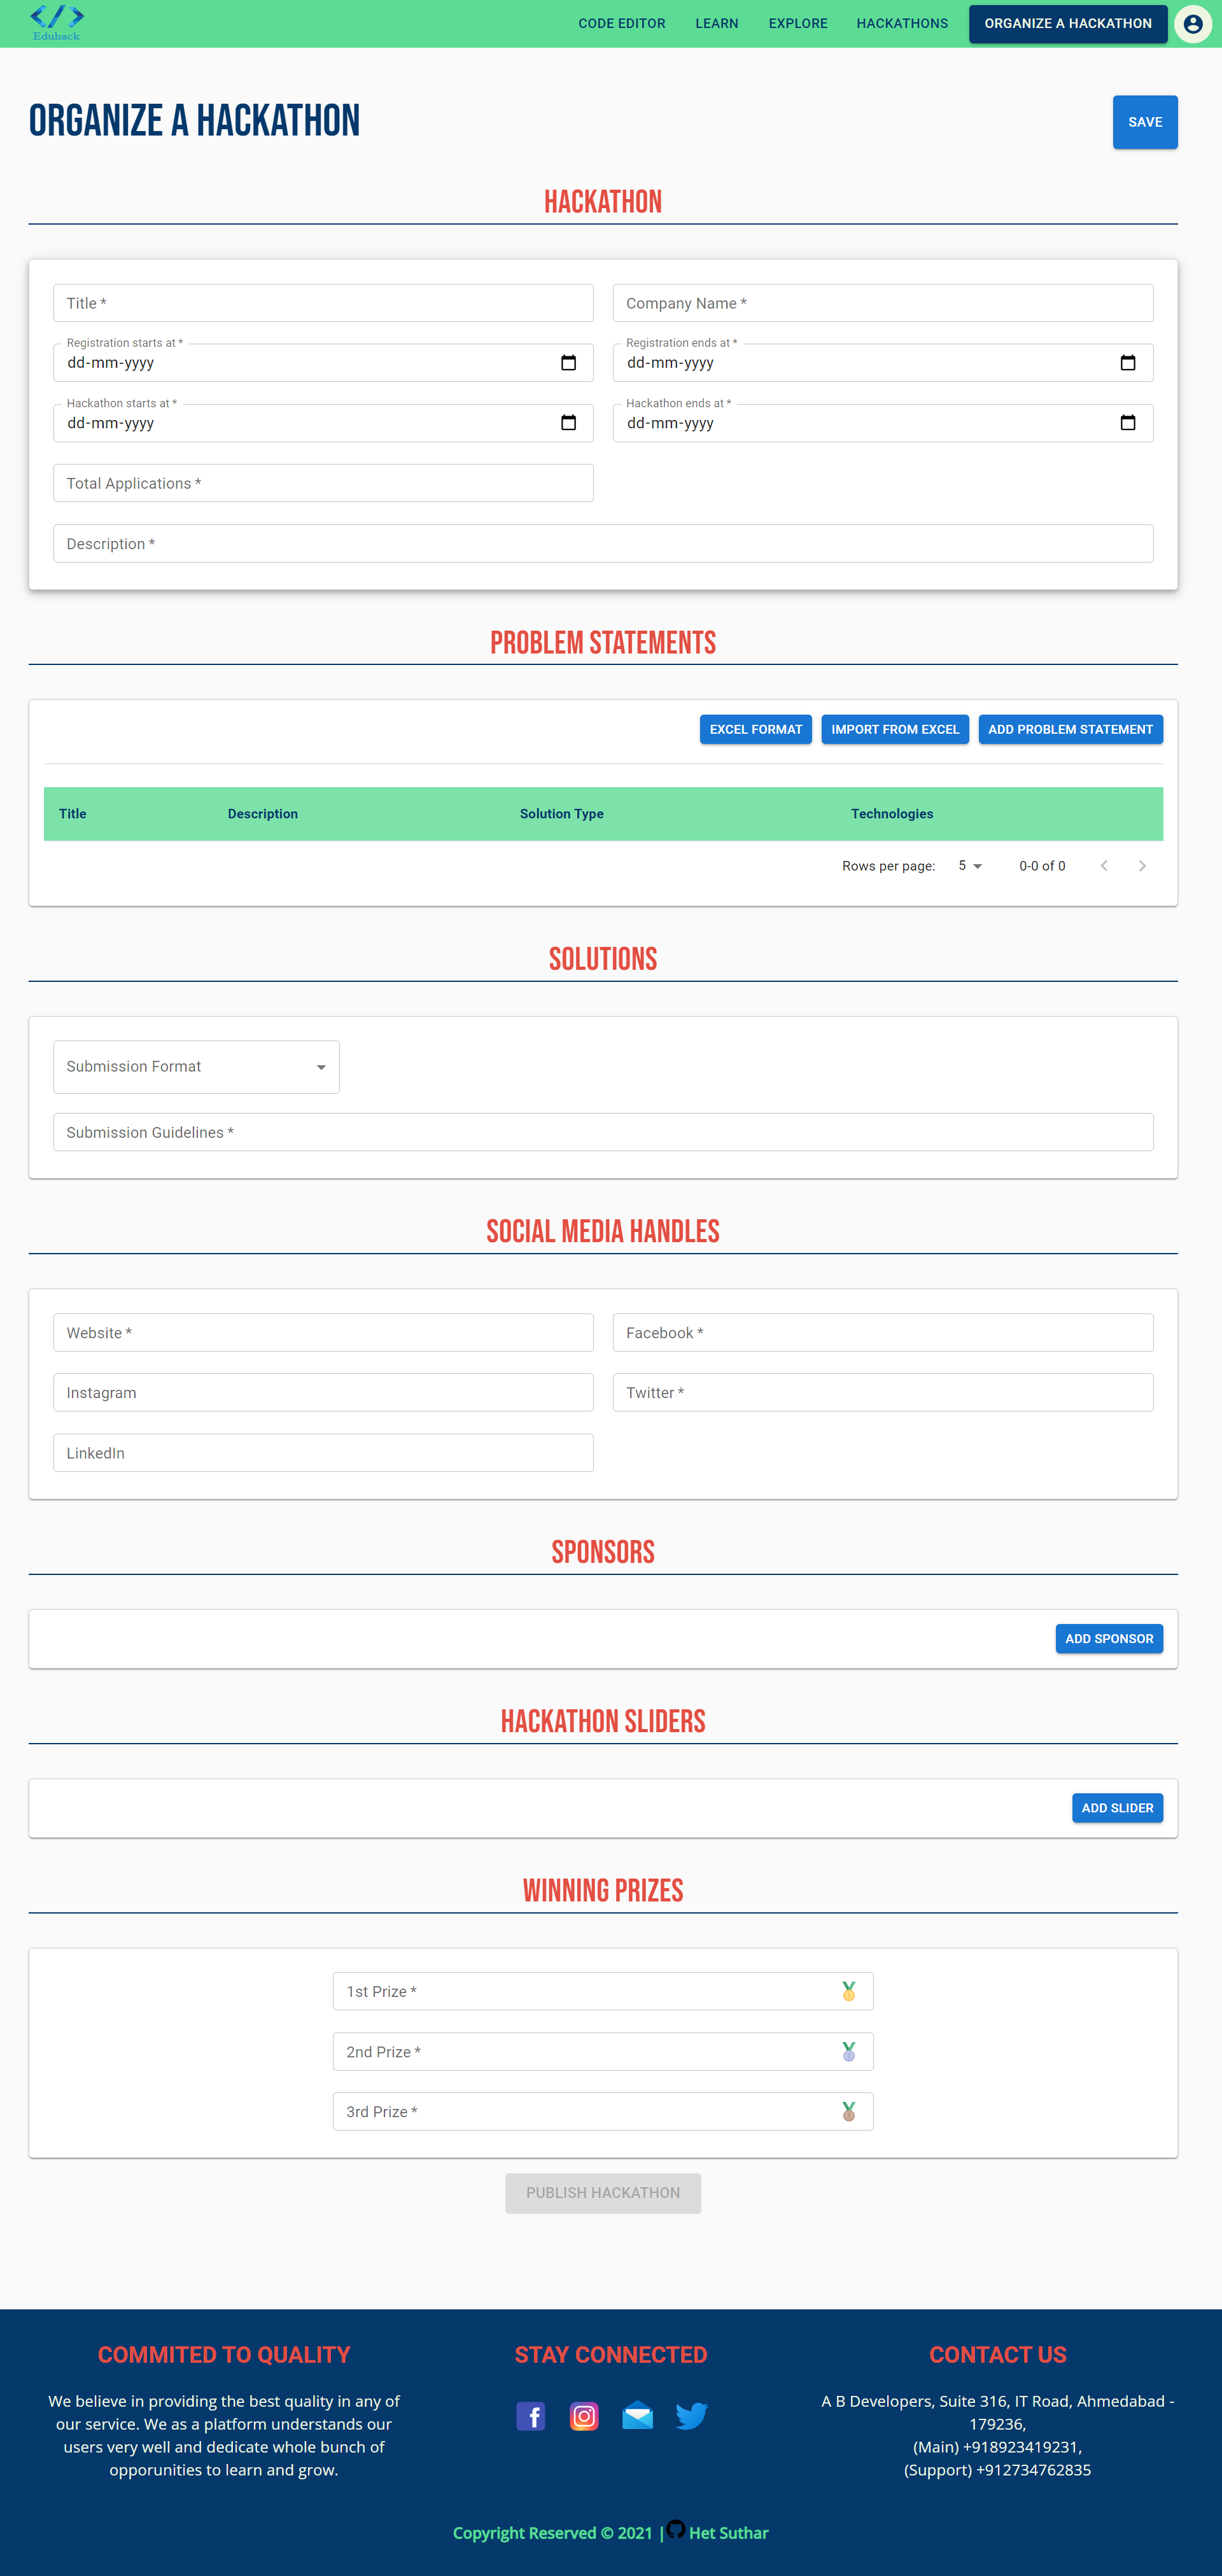 Eduhack
CODE EDITOR LEARN EXPLORE HACKATHONS ORGANIZE A HACKATHON
ORGANIZE A HACKATHON
SAVE
HACKATHON
Title * Company Name *
Registration starts at * Registration ends at *
dd-mm-yyyy dd-mm-yyyy
Hackathon starts at * Hackathon ends at *
dd-mm-yyyy dd-mm-yyyy
Total Applications *
Description *
PROBLEM STATEMENTS
EXCEL FORMAT IMPORT FROM EXCEL ADD PROBLEM STATEMENT
Title Description Solution Type Technologies
Rows per page: 5 0-0 of 0
SOLUTIONS
Submission Format
Submission Guidelines *
SOCIAL MEDIA HANDLES
Website * Facebook *
Instagram Twitter *
LinkedIn
SPONSORS
ADD SPONSOR
HACKATHON SLIDERS
ADD SLIDER
WINNING PRIZES
1st Prize *
2nd Prize *
3rd Prize *
PUBLISH HACKATHON
COMMITED TO QUALITY
We believe in providing the best quality in any of
our service. We as a platform understands our
users very well and dedicate whole bunch of
opporunities to learn and grow.
STAY CONNECTED
CONTACT US
A B Developers, Suite 316, IT Road, Ahmedabad -
179236,
(Main) +918923419231,
(Support) +912734762835
Copyright Reserved © 2021 | Het Suthar